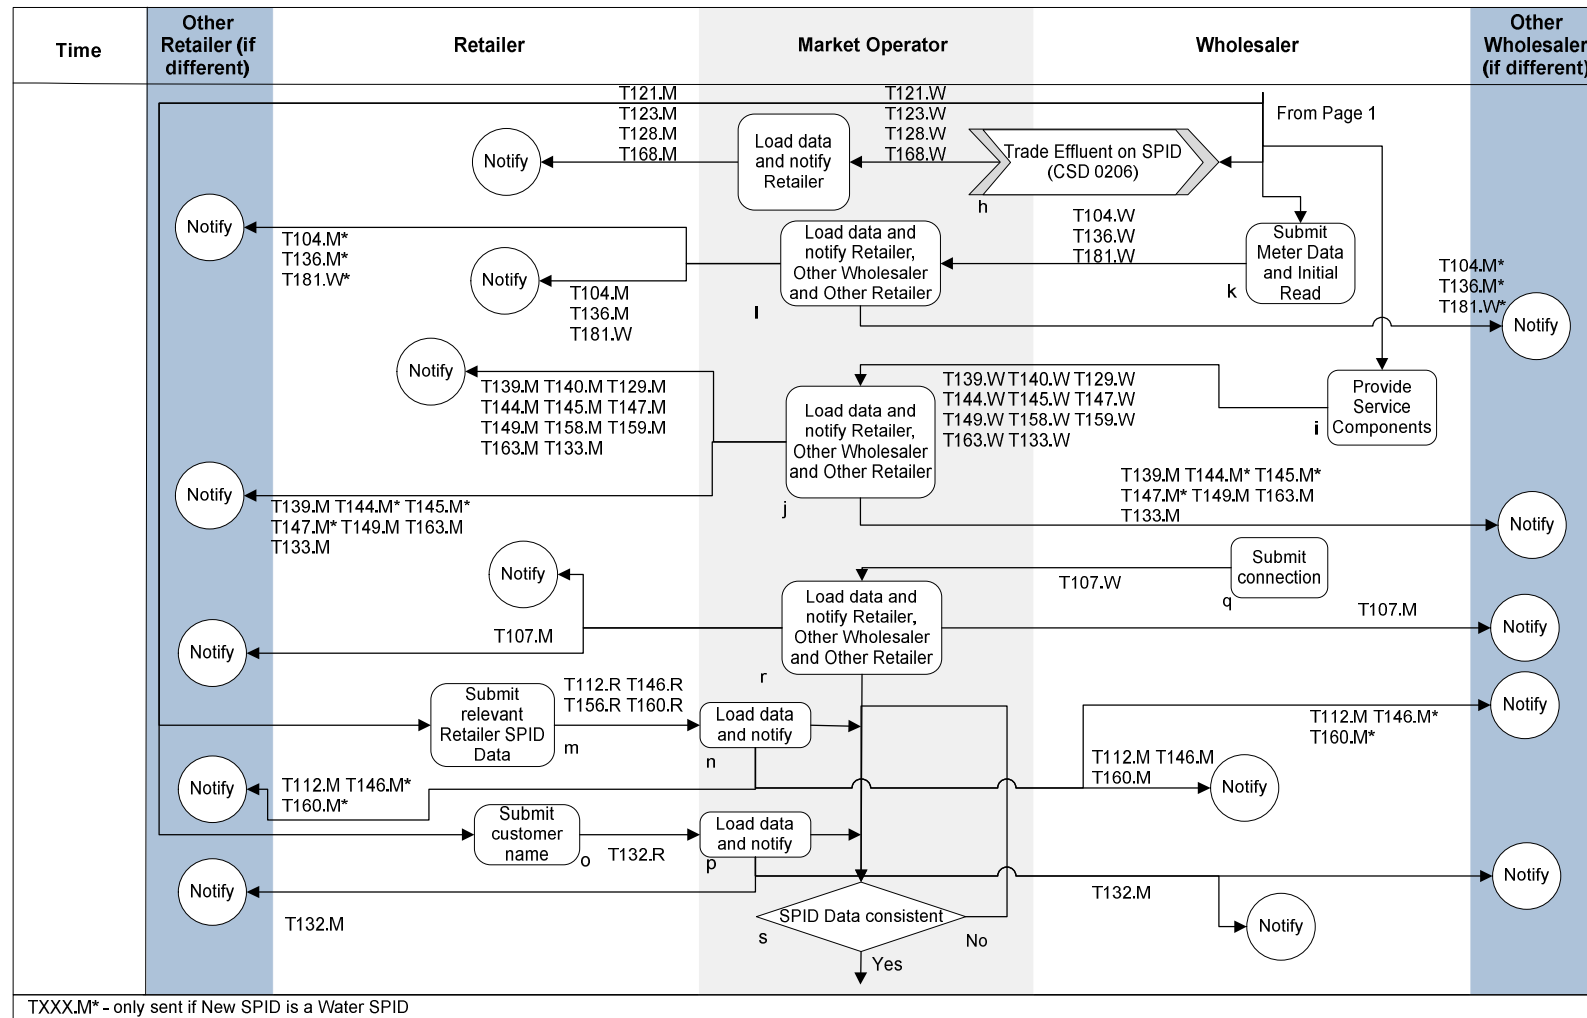 Time
Other
Retailer (if
different)
Retailer
Market Operator
Wholesaler
Other
Wholesaler
(if different)
T121.M
T123.M
T128.M
T168.M
T121.W
T123.W
T128.W
T168.W
From Page 1
Notify
Load data
and notify
Retailer
Trade Effluent on SPID
(CSD 0206)
h
Notify
T104.M*
T136.M*
T181.W*
Notify
T104.M
T136.M
T181.W
Load data and
notify Retailer,
Other Wholesaler
and Other Retailer
l
T104.W
T136.W
T181.W
Submit
Meter Data
and Initial
Read
k
T104.M*
T136.M*
T181.W*
Notify
Notify
T139.M T140.M T129.M
T144.M T145.M T147.M
T149.M T158.M T159.M
T163.M T133.M
Load data and
notify Retailer,
Other Wholesaler
and Other Retailer
j
T139.W T140.W T129.W
T144.W T145.W T147.W
T149.W T158.W T159.W
T163.W T133.W
Provide
Service
Components
i
Notify
T139.M T144.M* T145.M*
T147.M* T149.M T163.M
T133.M
T139.M T144.M* T145.M*
T147.M* T149.M T163.M
T133.M
Notify
Notify
Submit
connection
q
T107.W
Load data and
notify Retailer,
Other Wholesaler
and Other Retailer
r
T107.M
Notify
Notify
T107.M
Submit
relevant
Retailer SPID
Data
m
T112.R T146.R
T156.R T160.R
Load data
and notify
n
Notify
T112.M T146.M*
T160.M*
T112.M T146.M
T160.M
Notify
Notify
T112.M T146.M*
T160.M*
Submit
customer
name
o
T132.R
Load data
and notify
p
Notify
T132.M
SPID Data consistent
s
No
Yes
T132.M
Notify
Notify
TXXX.M* - only sent if New SPID is a Water SPID